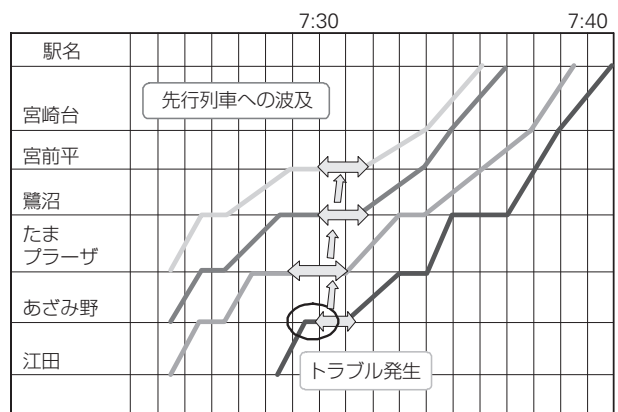 7:30
7:40
駅名
先行列車への波及
宮崎台
宮前平
鷺沼
たま
プラーザ
あざみ野
江田
トラブル発生